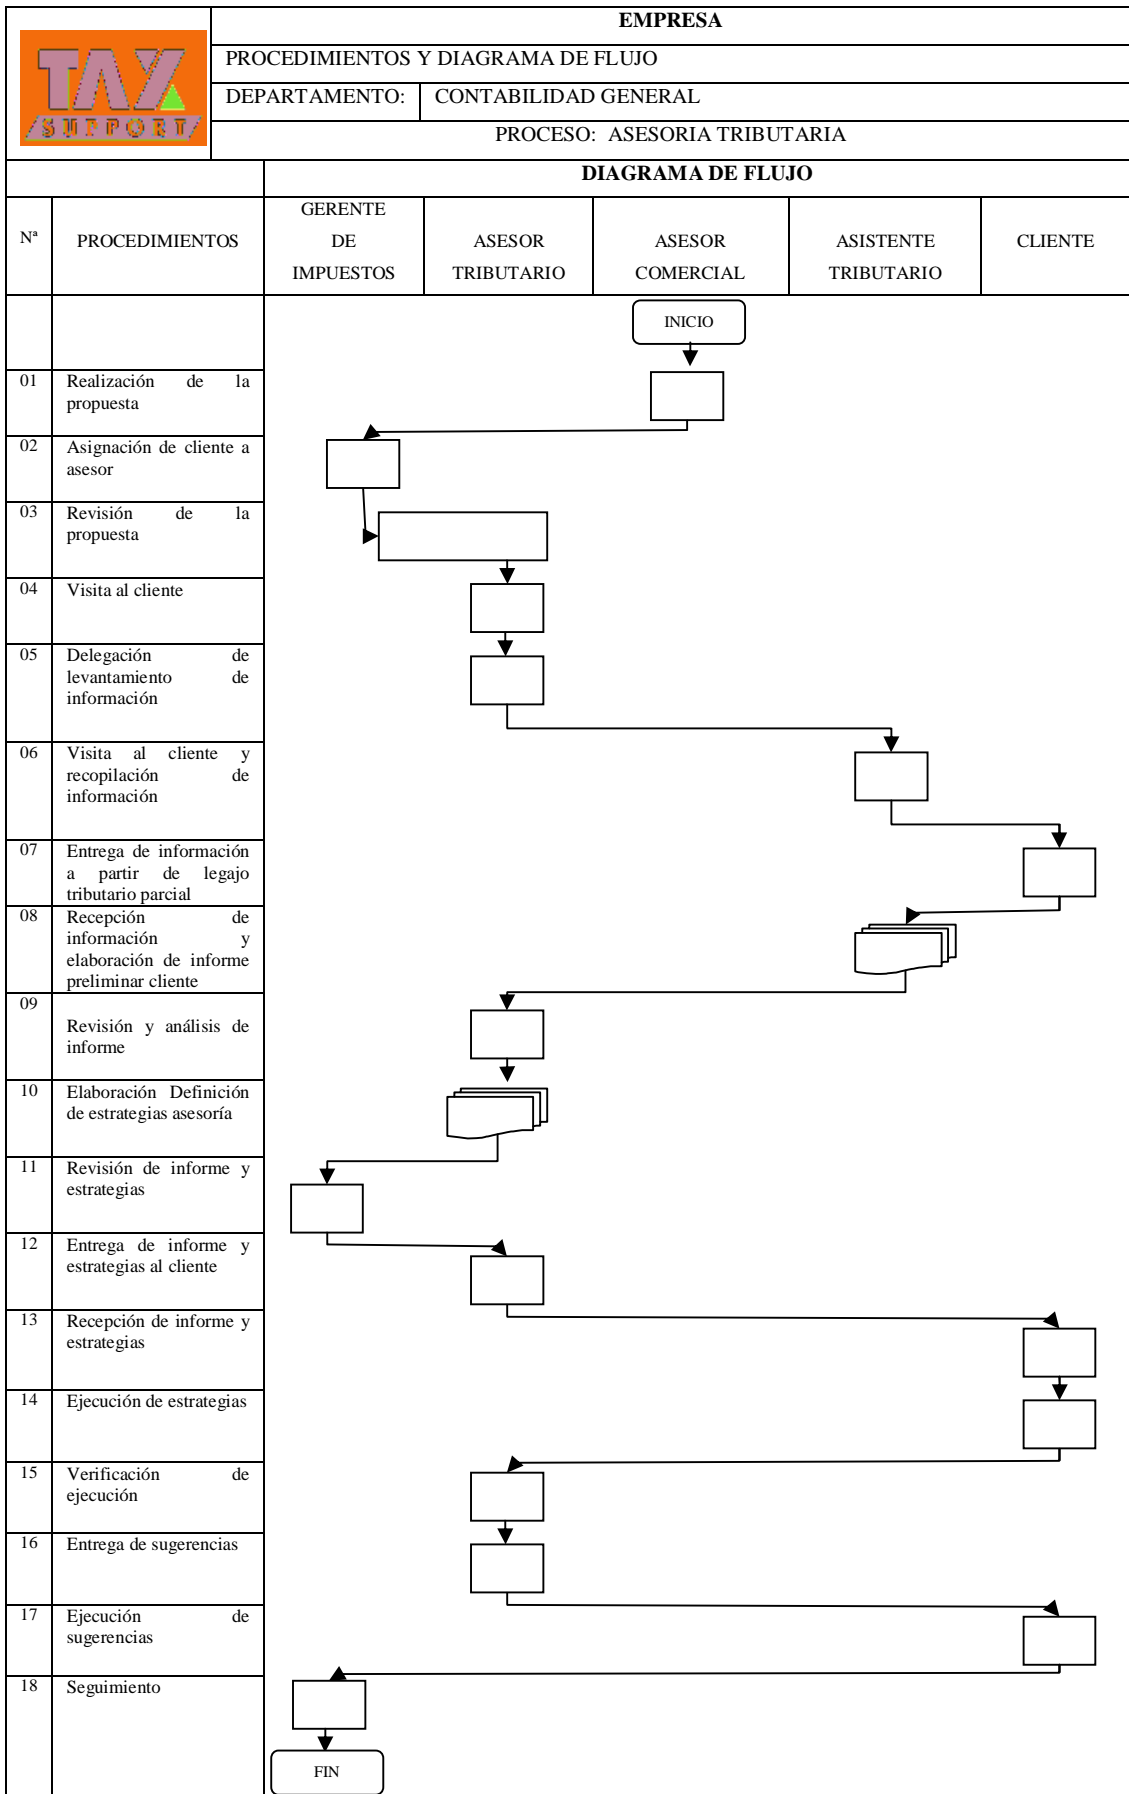 TAX
SUPPORT
EMPRESA
PROCEDIMIENTOS Y DIAGRAMA DE FLUJO
DEPARTAMENTO: CONTABILIDAD GENERAL
PROCESO: ASESORIA TRIBUTARIA
DIAGRAMA DE FLUJO
Nª
PROCEDIMIENTOS
GERENTE
DE
IMPUESTOS
ASESOR
TRIBUTARIO
ASESOR
COMERCIAL
ASISTENTE
TRIBUTARIO
CLIENTE
INICIO
01 Realización de la
propuesta
02 Asignación de cliente a
asesor
03 Revisión de la
propuesta
04 Visita al cliente
05 Delegación de
levantamiento de
información
06 Visita al cliente y
recopilación de
información
07 Entrega de información
a partir de legajo
tributario parcial
08 Recepción de
información y
elaboración de informe
preliminar cliente
09
Revisión y análisis de
informe
10 Elaboración Definición
de estrategias asesoría
11 Revisión de informe y
estrategias
12 Entrega de informe y
estrategias al cliente
13 Recepción de informe y
estrategias
14 Ejecución de estrategias
15 Verificación de
ejecución
16 Entrega de sugerencias
17 Ejecución de
sugerencias
18 Seguimiento
FIN